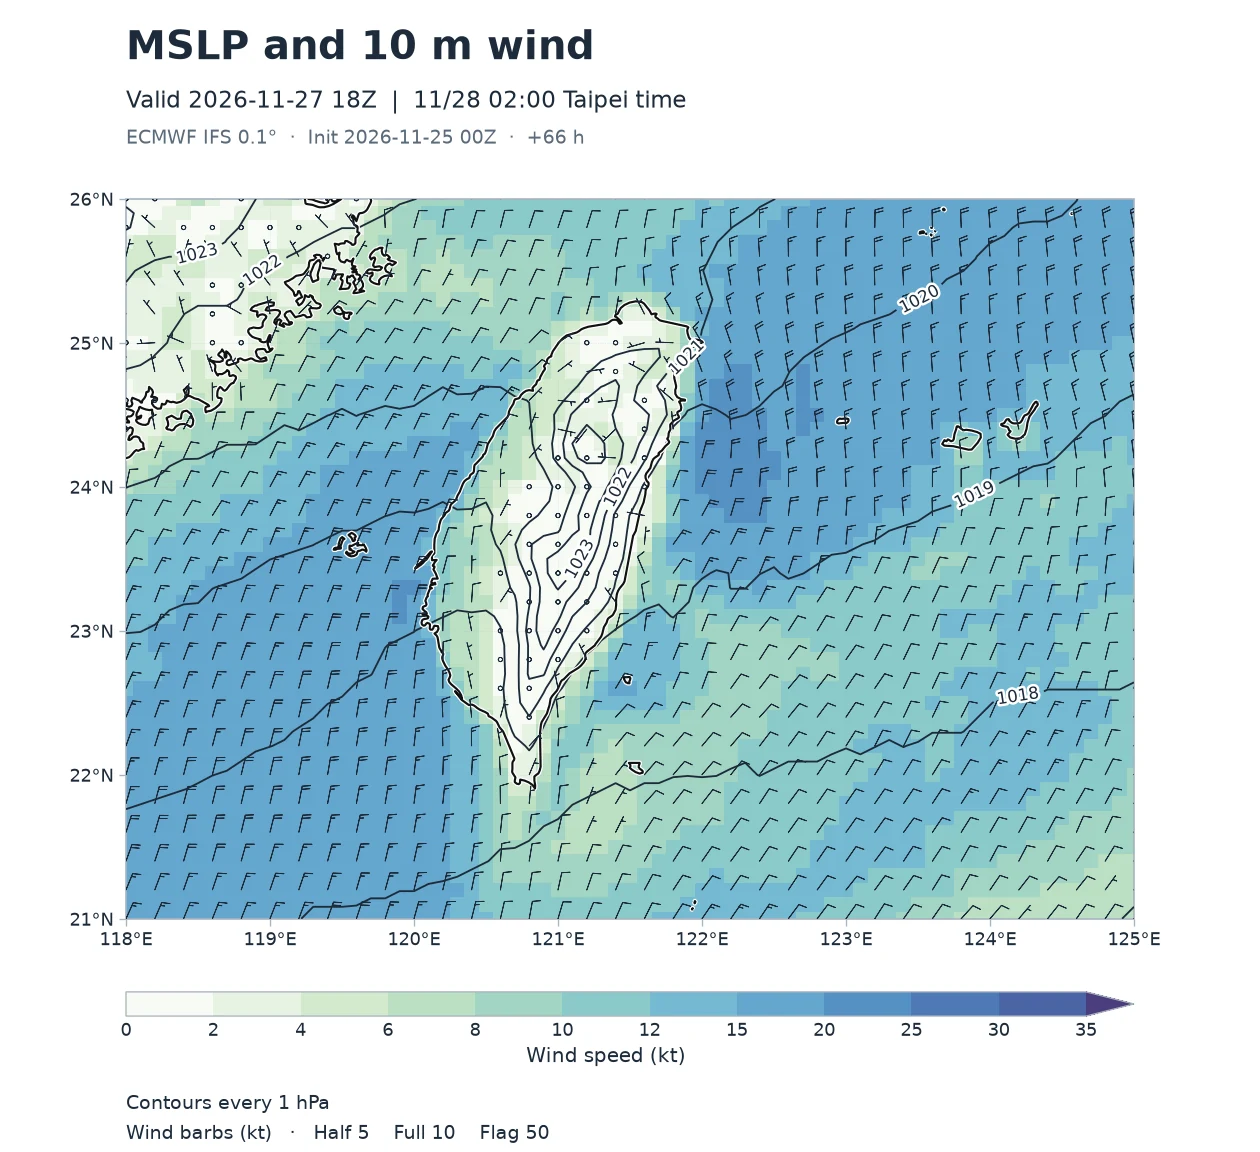 MSLP and 10 m wind
Valid 2026-11-27 18Z | 11/28 02:00 Taipei time
ECMWF IFS 0.1° · Init 2026-11-25 00Z · +66 h
26°N
25°N
24°N
23°N
22°N
21°N
1023
1022
1020
1021
1022
1019
1023
1018
118°E 119°E 120°E 121°E 122°E 123°E 124°E 125°E
0 2 4 6 8 10 12 15 20 25 30 35
Wind speed (kt)
Contours every 1 hPa
Wind barbs (kt) · Half 5 Full 10 Flag 50